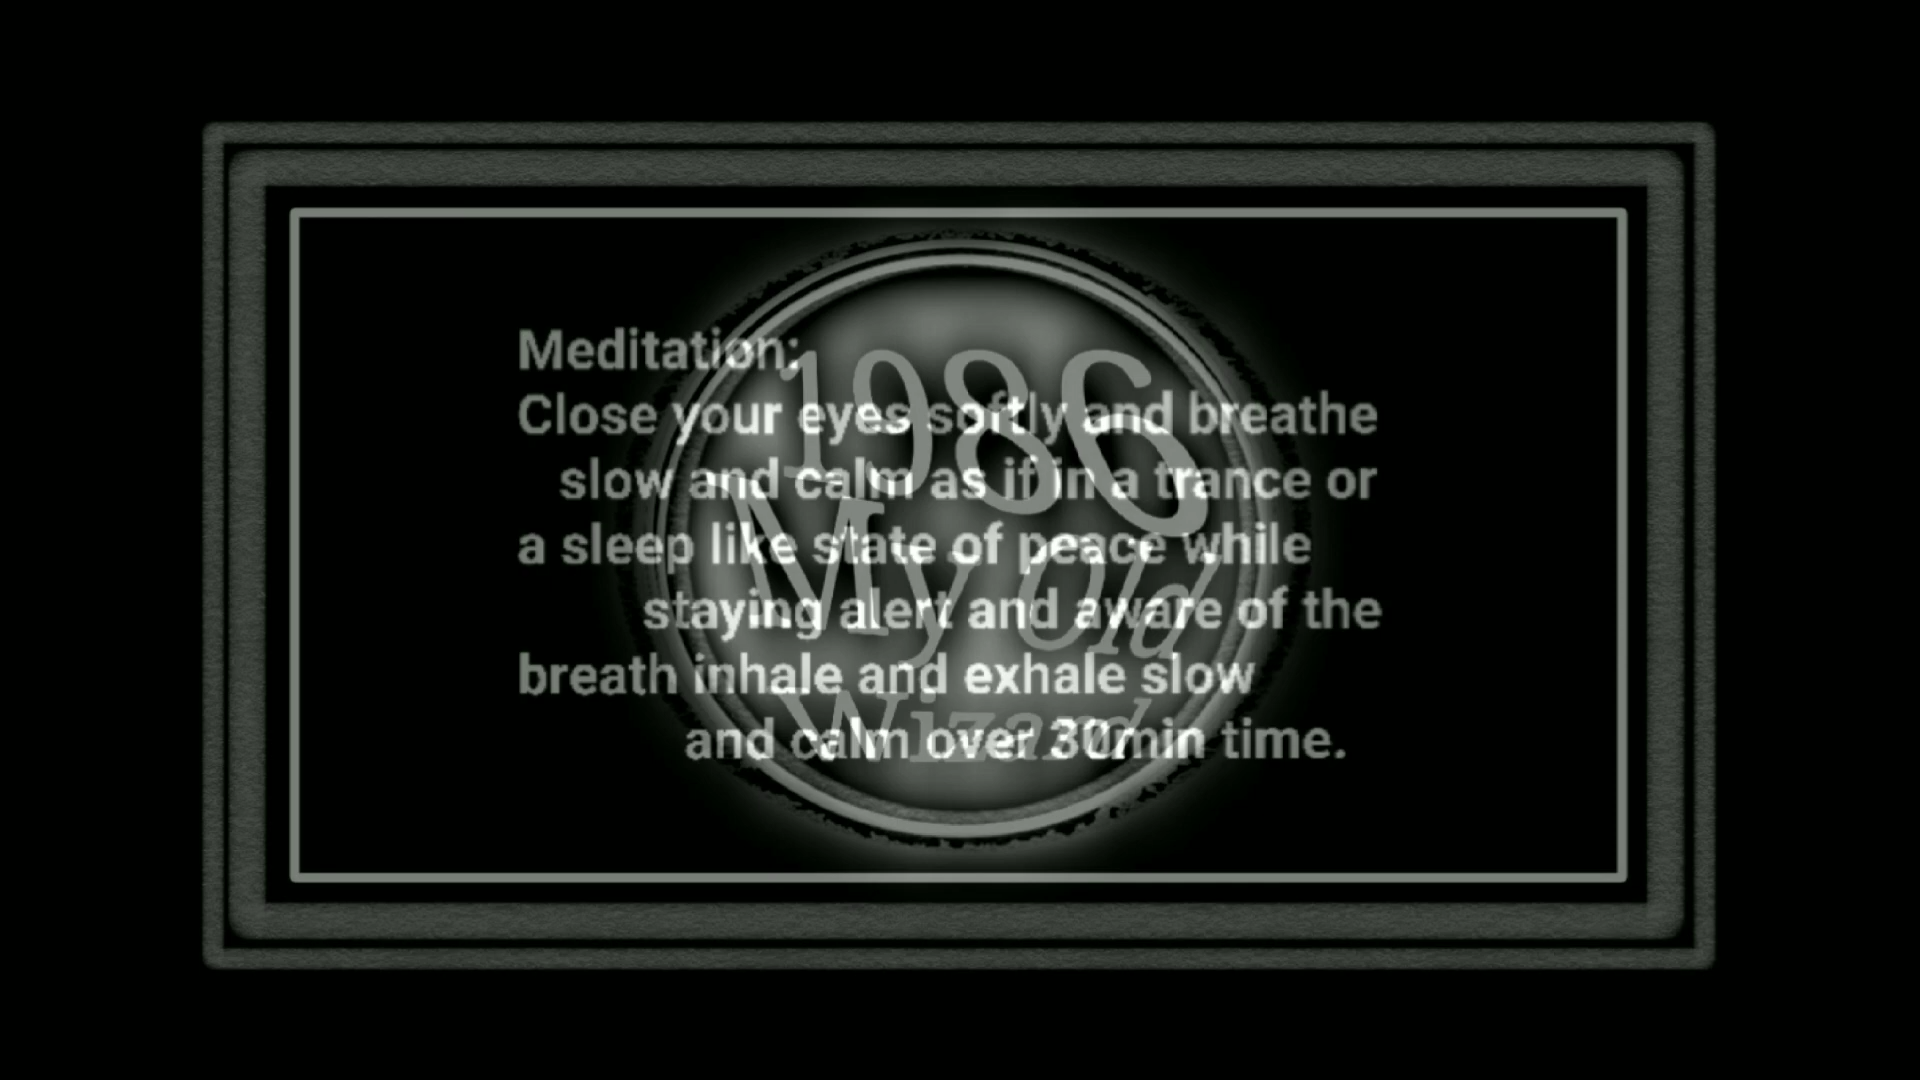 Meditation:
Close your eyes softly and breathe
slow and calm as if in a trance or
a sleep like state of peace while
staying alert and aware of the
breath inhale and exhale slow
and calm over 30min time.
1986
My Old
Wizard